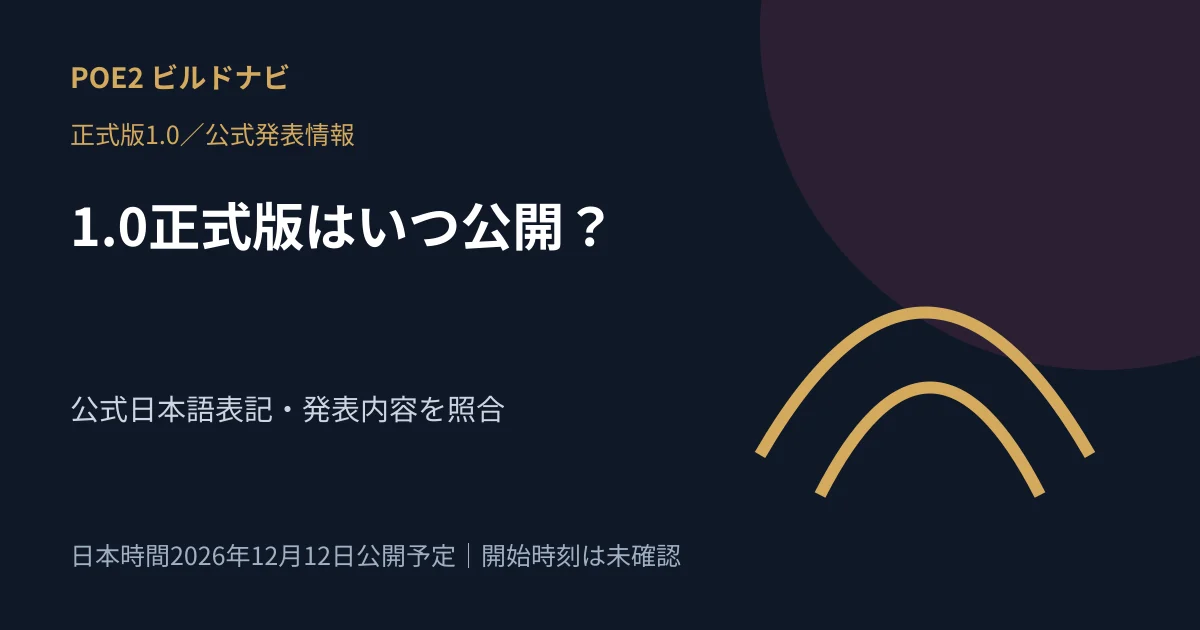 POE2 ビルドナビ
正式版1.0／公式発表情報
1.0正式版はいつ公開？
公式日本語表記・発表内容を照合
日本時間2026年12月12日公開予定｜開始時刻は未確認